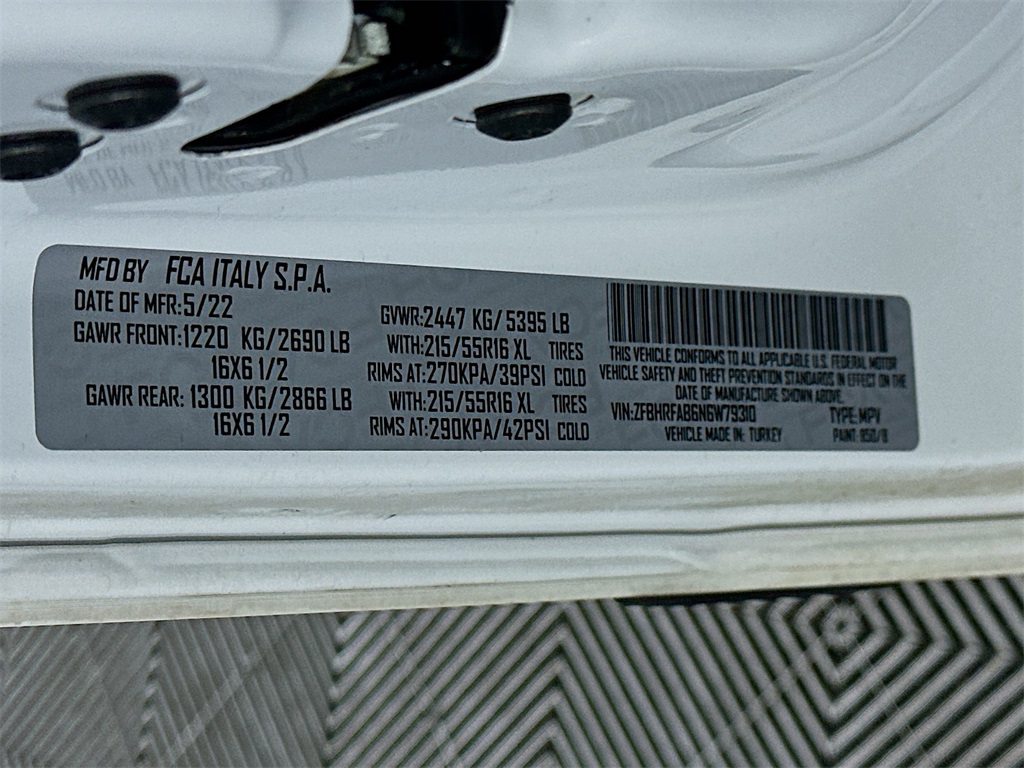 MFD BY FCA ITALY S.P.A.
DATE OF MFR:5/22
GAWR FRONT:1220 KG/2690 LB
16X6 1/2
GAWR REAR: 1300 KG/2866 LB
16X6 1/2
GVWR:2447 KG/5395 LB
WITH:215/55R16 XL TIRES
RIMS AT:270KPA/39PSI COLD
WITH:215/55R16 XL TIRES
RIMS AT:290KPA/42PSI COLD
THIS VEHICLE CONFORMS TO ALL APPLICABLE U.S. FEDERAL MOTOR
VEHICLE SAFETY AND THEFT PREVENTION STANDARDS IN EFFECT ON THE
DATE OF MANUFACTURE SHOWN ABOVE.
VIN:ZFBHRFAB6N6W79310 TYPE:MPV
VEHICLE MADE IN: TURKEY PAINT: 950/B